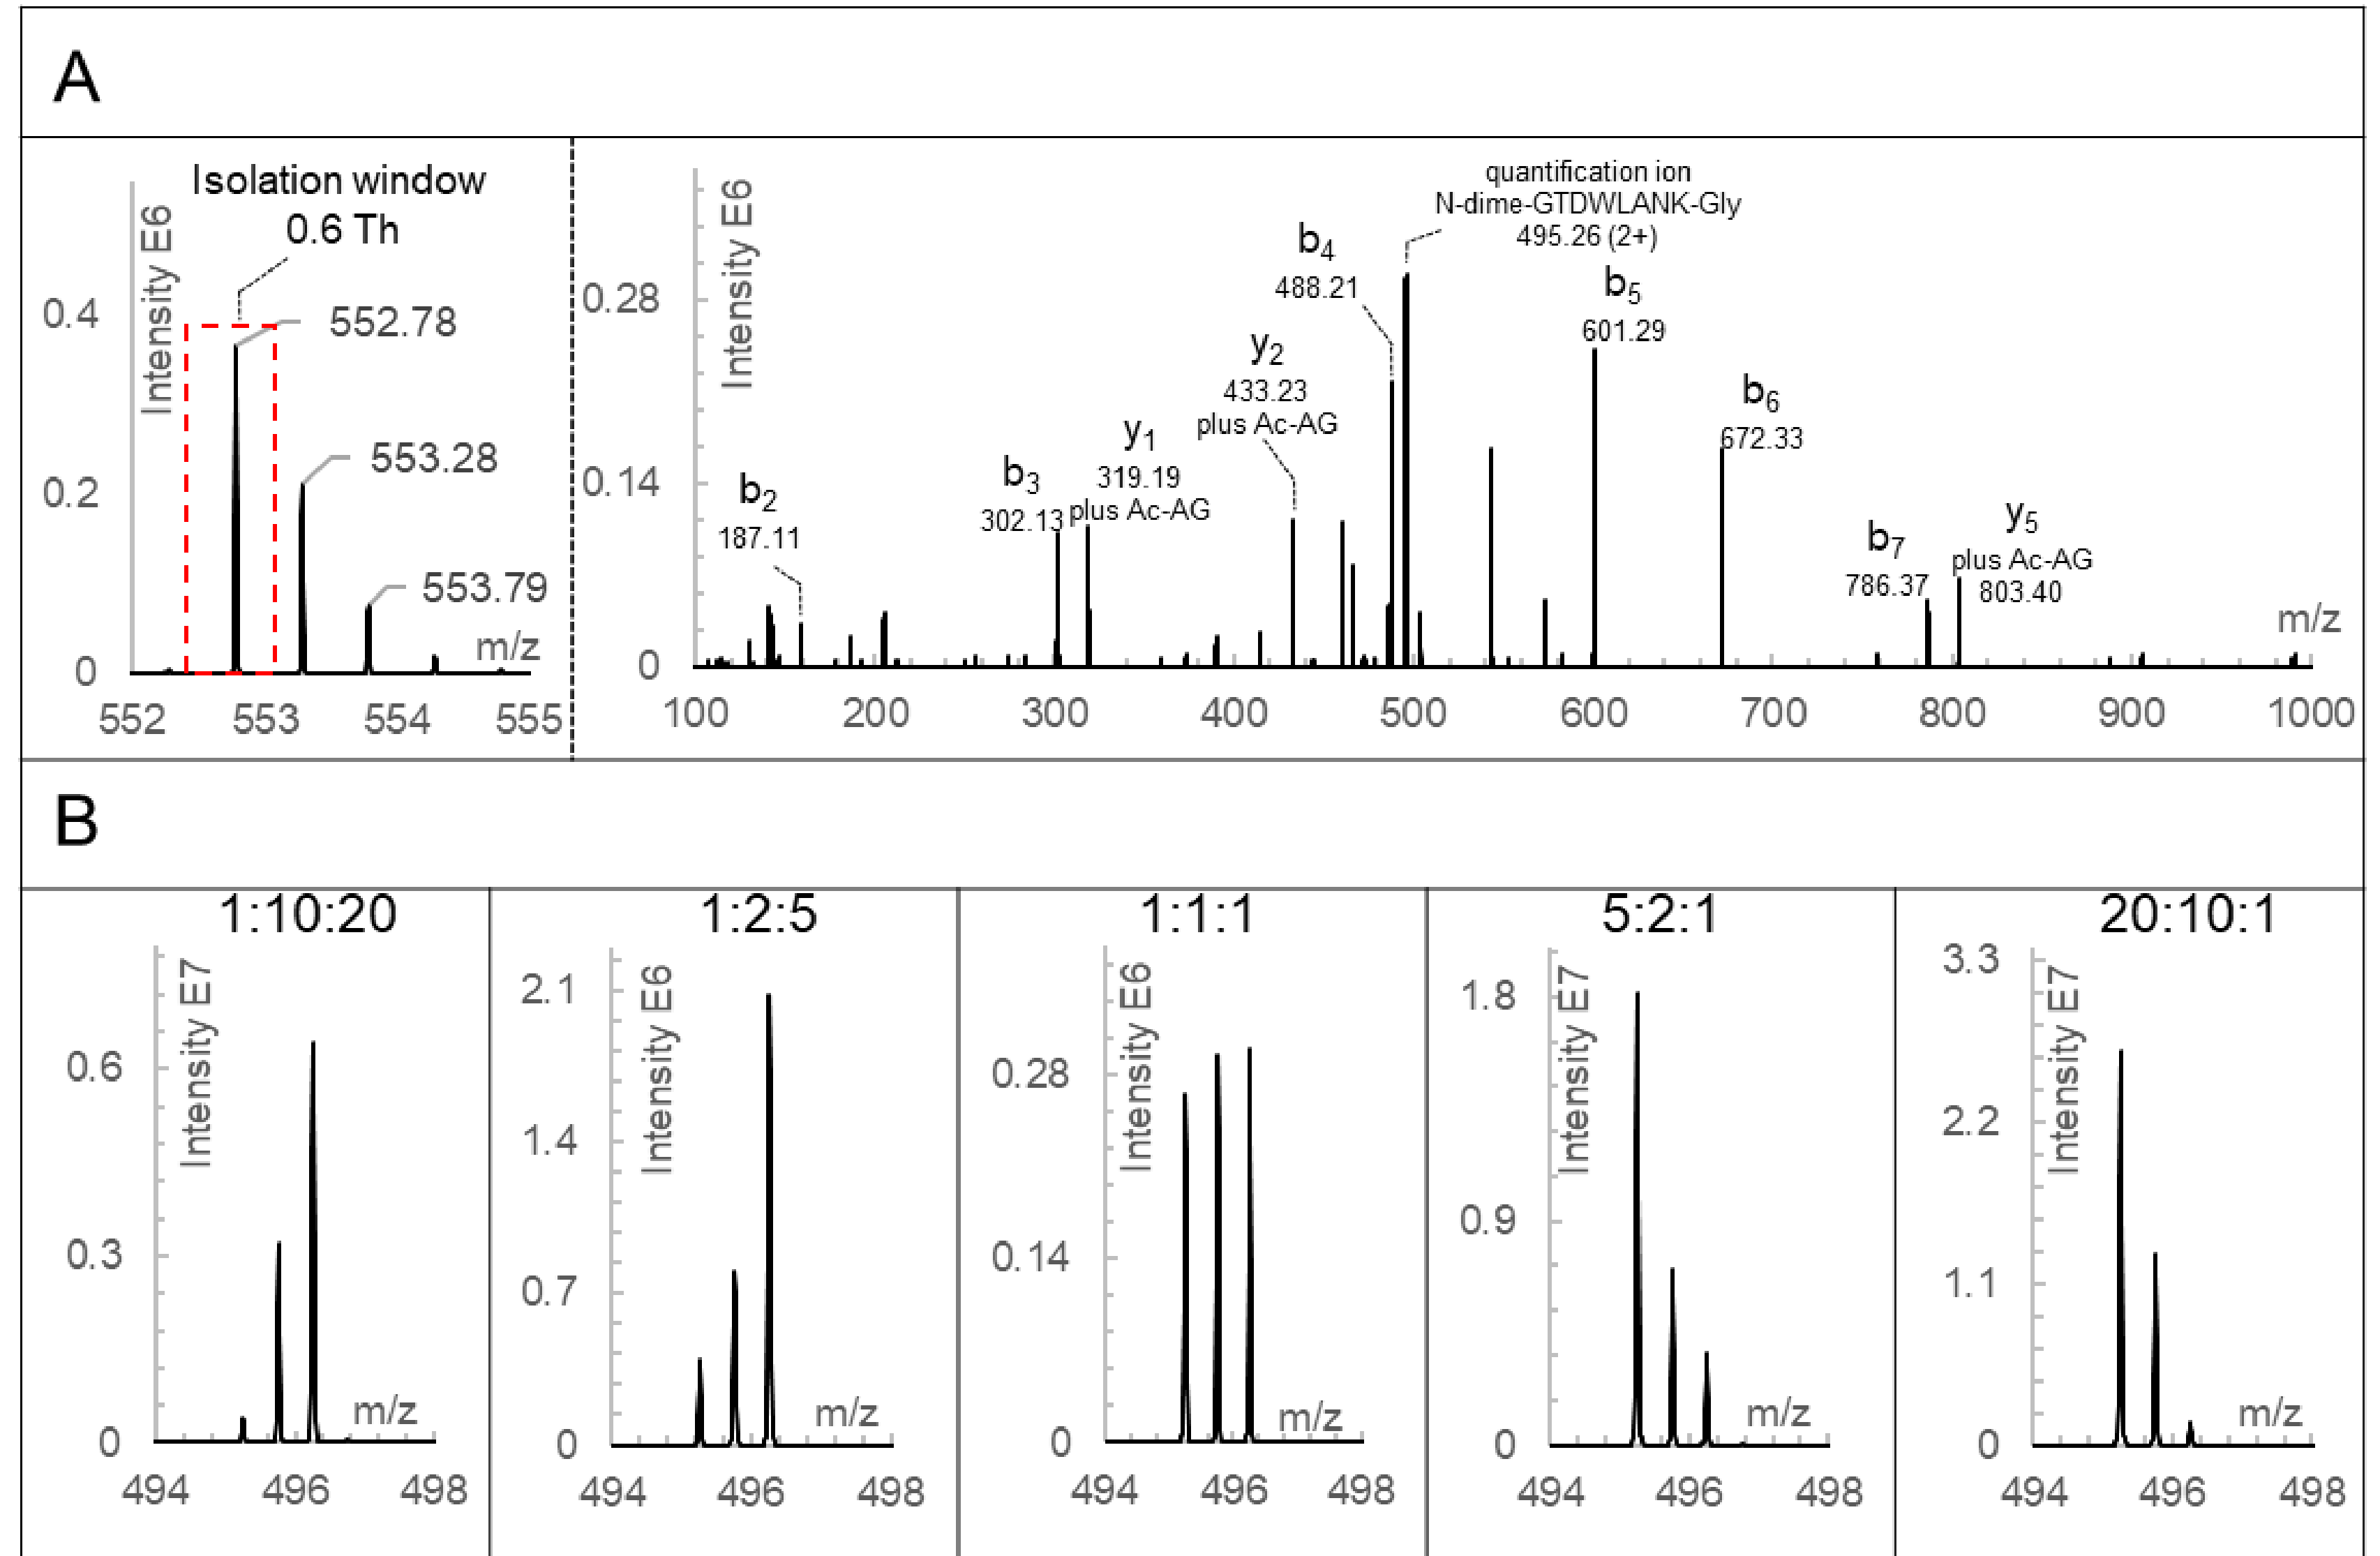 A
Isolation window
0.6 Th
Intensity E6
0.4
0.2
0
552.78
553.28
553.79
m/z
552 553 554 555
Intensity E6
0.28
0.14
0
b2
187.11
b3
302.13
y1
319.19
plus Ac-AG
y2
433.23
plus Ac-AG
b4
488.21
quantification ion
N-dime-GTDWLANK-Gly
495.26 (2+)
b5
601.29
b6
672.33
b7
786.37
y5
plus Ac-AG
803.40
m/z
100 200 300 400 500 600 700 800 900 1000
B
1:10:20
Intensity E7
0.6
0.3
0
m/z
494 496 498
1:2:5
Intensity E6
2.1
1.4
0.7
0
m/z
494 496 498
1:1:1
Intensity E6
0.28
0.14
0
m/z
494 496 498
5:2:1
Intensity E7
1.8
0.9
0
m/z
494 496 498
20:10:1
Intensity E7
3.3
2.2
1.1
0
m/z
494 496 498